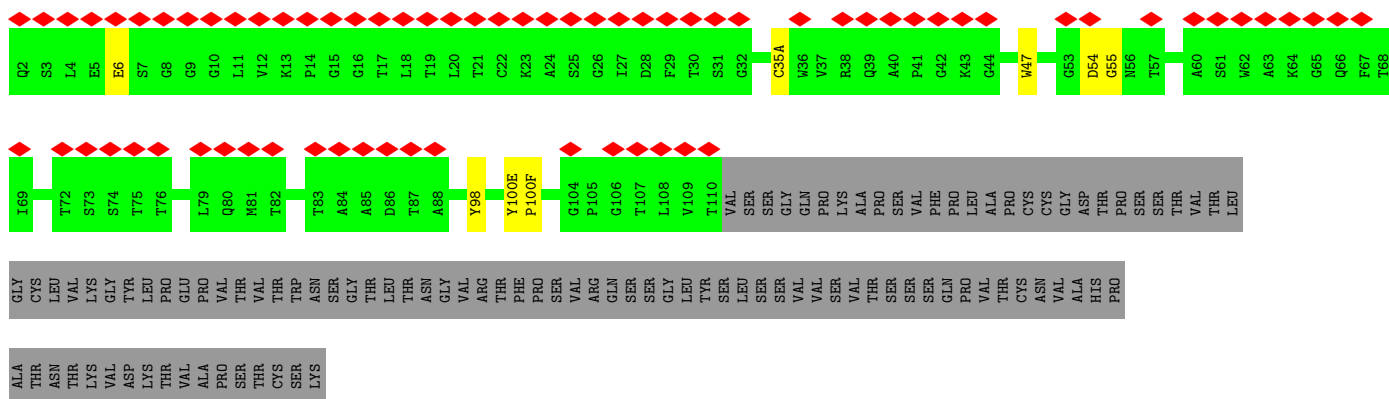 Q2 S3 L4 E5 E6 S7 G8 G9 G10 L11 V12 K13 P14 G15 G16 T17 L18 T19 L20 T21 C22 K23 A24 S25 G26 I27 D28 F29 T30 S31 G32 C35A W36 V37 R38 Q39 A40 P41 G42 K43 G44 W47 G53 D54 G55 N56 T57 A60 S61 W62 A63 K64 G65 Q66 F67 T68
I69 T72 S73 S74 T75 T76 L79 Q80 M81 T82 T83 A84 A85 D86 T87 A88 Y98 Y100E P100F G104 P105 G106 T107 L108 V109 T110 VAL SER SER GLY GLN PRO LYS ALA PRO SER VAL PHE PRO LEU ALA PRO CYS CYS GLY ASP THR PRO SER SER THR VAL THR LEU
GLY CYS LEU VAL LYS GLY TYR LEU PRO GLU PRO VAL THR VAL THR TRP ASN SER GLY THR LEU THR ASN GLY VAL ARG THR PHE PRO SER VAL ARG GLN SER SER GLY LEU TYR SER LEU SER SER VAL VAL SER VAL THR SER SER SER GLN PRO VAL THR CYS ASN VAL ALA HIS PRO
ALA THR ASN THR LYS VAL ASP LYS THR VAL ALA PRO SER THR CYS SER LYS